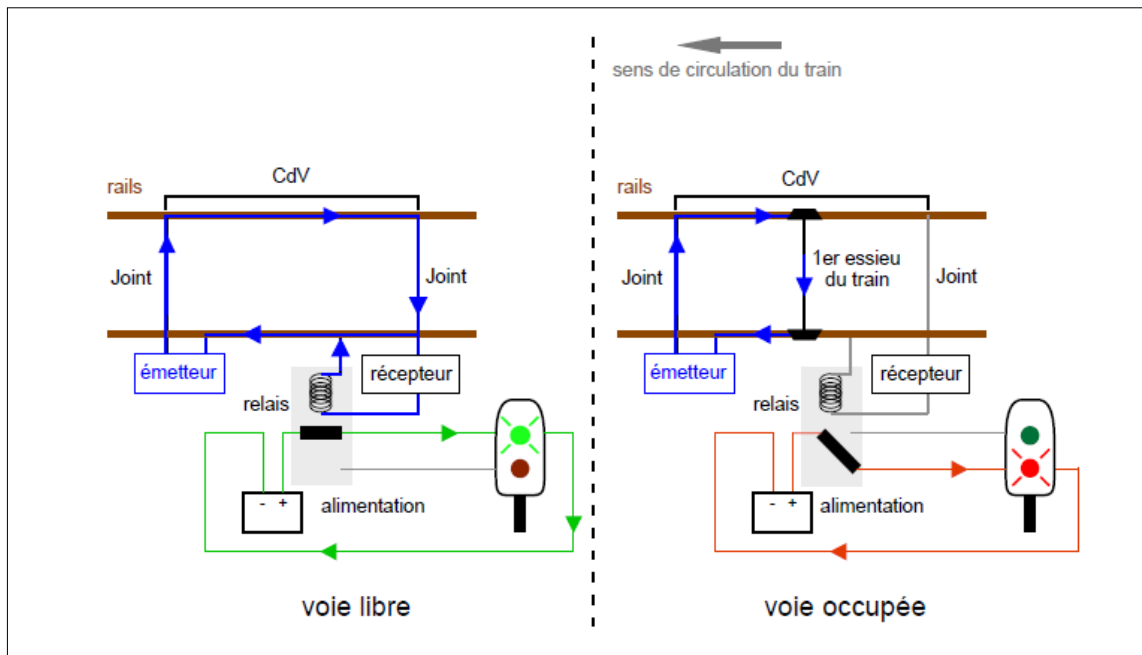 sens de circulation du train
CdV
rails
Joint
Joint
émetteur
récepteur
relais
- +
alimentation
voie libre
CdV
rails
1er essieu
du train
Joint
Joint
émetteur
récepteur
relais
- +
alimentation
voie occupée